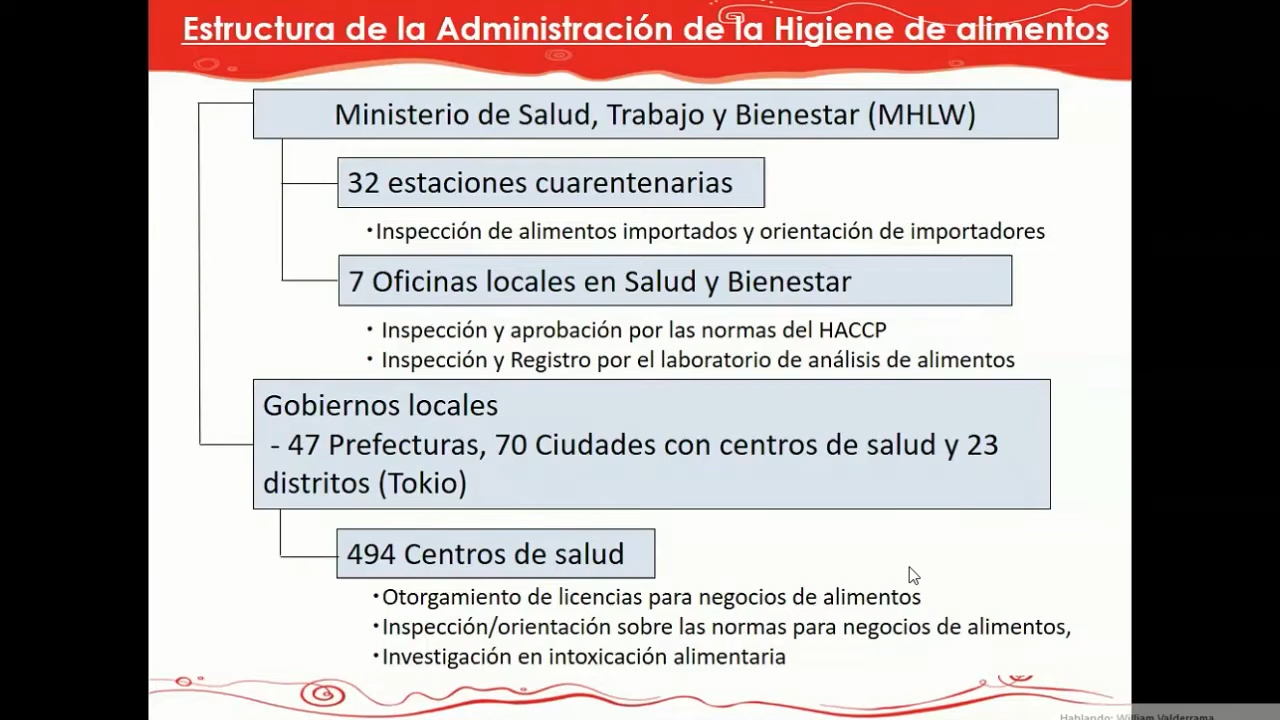 Estructura de la Administración de la Higiene de alimentos
Ministerio de Salud, Trabajo y Bienestar (MHLW)
32 estaciones cuarentenarias
・Inspección de alimentos importados y orientación de importadores
7 Oficinas locales en Salud y Bienestar
・ Inspección y aprobación por las normas del HACCP
・ Inspección y Registro por el laboratorio de análisis de alimentos
Gobiernos locales
- 47 Prefecturas, 70 Ciudades con centros de salud y 23
distritos (Tokio)
494 Centros de salud
・Otorgamiento de licencias para negocios de alimentos
・Inspección/orientación sobre las normas para negocios de alimentos,
・Investigación en intoxicación alimentaria
Hablando: William Valderrama